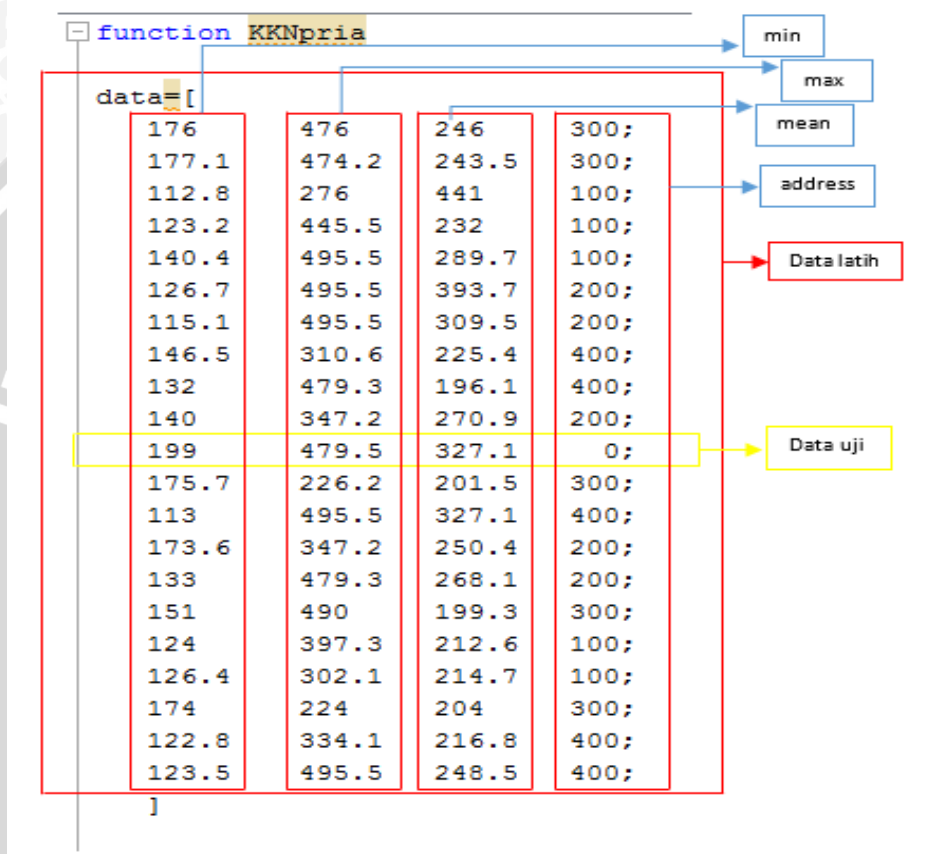 function KKNpria
min
max
data=[
mean
176 476 246 300;
177.1 474.2 243.5 300;
112.8 276 441 100;
address
123.2 445.5 232 100;
140.4 495.5 289.7 100;
Data latih
126.7 495.5 393.7 200;
115.1 495.5 309.5 200;
146.5 310.6 225.4 400;
132 479.3 196.1 400;
140 347.2 270.9 200;
199 479.5 327.1 0;
Data uji
175.7 226.2 201.5 300;
113 495.5 327.1 400;
173.6 347.2 250.4 200;
133 479.3 268.1 200;
151 490 199.3 300;
124 397.3 212.6 100;
126.4 302.1 214.7 100;
174 224 204 300;
122.8 334.1 216.8 400;
123.5 495.5 248.5 400;
]